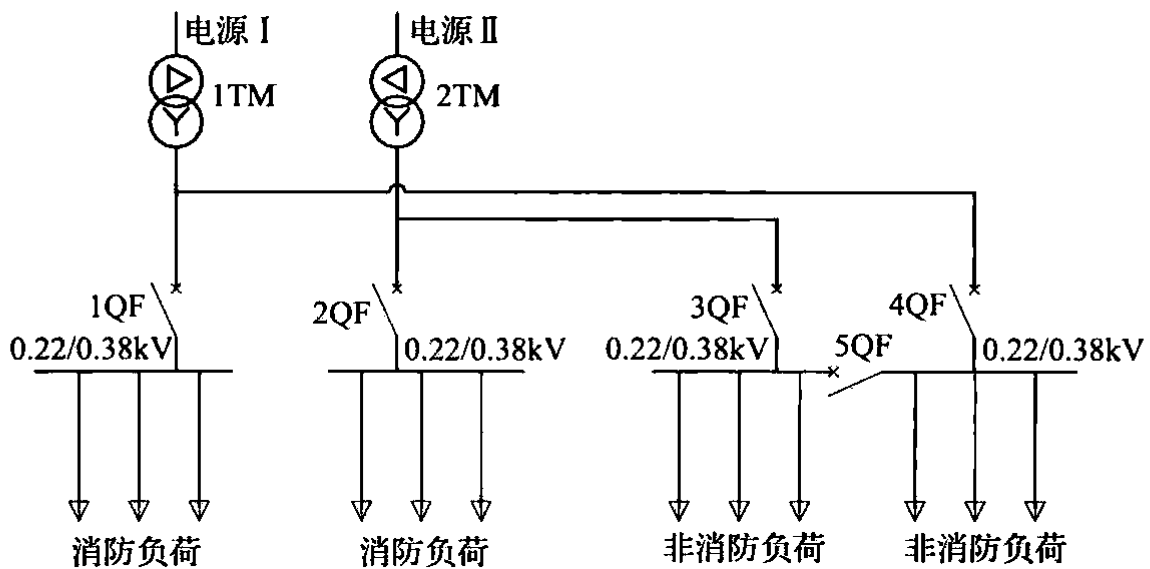 电源Ⅰ
电源Ⅱ
1TM
2TM
1QF
2QF
3QF
4QF
0.22/0.38kV
0.22/0.38kV
0.22/0.38kV
5QF
0.22/0.38kV
消防负荷
消防负荷
非消防负荷
非消防负荷